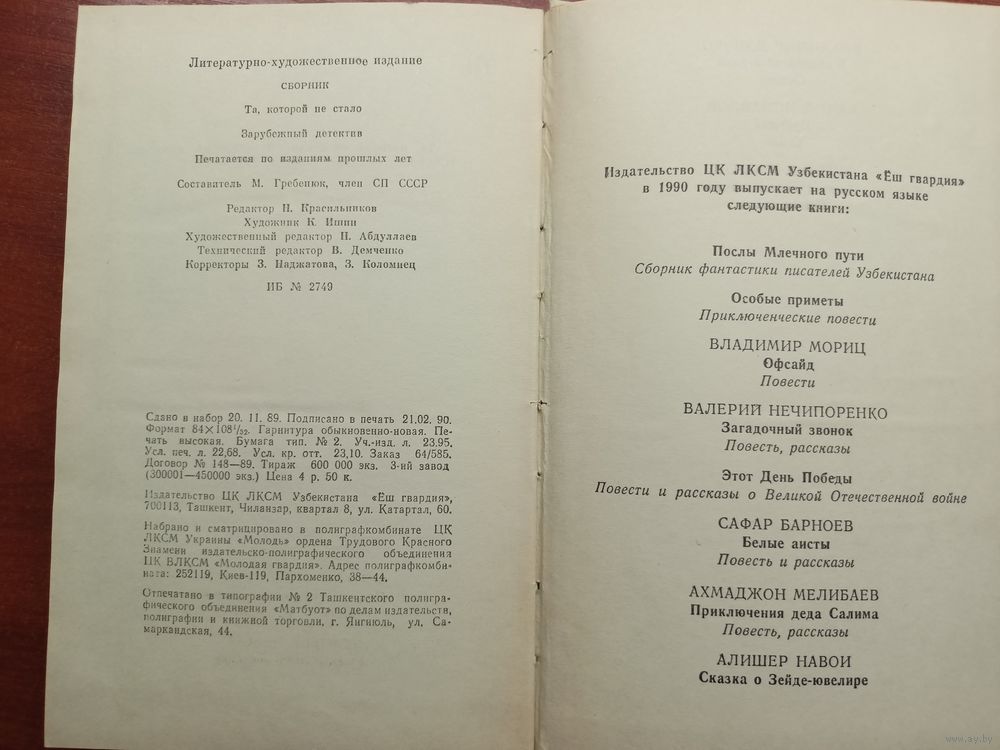 Литературно-художественное издание
СБОРНИК
Та, которой не стало
Зарубежный детектив
Печатается по изданиям прошлых лет
Составитель М. Гребенюк, член СП СССР
Редактор Н. Красильников
Художник К. Ишин
Художественный редактор Н. Абдуллаев
Технический редактор В. Демченко
Корректоры З. Наджатова, З. Коломиец
ИБ № 2749
Сдано в набор 20. 11. 89. Подписано в печать 21.02. 90.
Формат 84×108¹/₃₂. Гарнитура обыкновенно-новая. Пе-
чать высокая. Бумага тип. № 2. Уч.-изд. л. 23,95.
Усл. печ. л. 22,68. Усл. кр. отт. 23,10. Заказ 64/585.
Договор № 148—89. Тираж 600 000 экз. 3-ий завод
(300001—450000 экз.) Цена 4 р. 50 к.
Издательство ЦК ЛКСМ Узбекистана «Ёш гвардия»,
700113, Ташкент, Чиланзар, квартал 8, ул. Катартал, 60.
Набрано и сматрицировано в полиграфкомбинате ЦК
ЛКСМ Украины «Молодь» ордена Трудового Красного
Знамени издательско-полиграфического объединения
ЦК ВЛКСМ «Молодая гвардия». Адрес полиграфкомби-
ната: 252119, Киев-119, Пархоменко, 38—44.
Отпечатано в типографии № 2 Ташкентского полигра-
фического объединения «Матбуот» по делам издательств,
полиграфии и книжной торговли, г. Янгиюль, ул. Са-
маркандская, 44.
Издательство ЦК ЛКСМ Узбекистана «Ёш гвардия»
в 1990 году выпускает на русском языке
следующие книги:
Послы Млечного пути
Сборник фантастики писателей Узбекистана
Особые приметы
Приключенческие повести
ВЛАДИМИР МОРИЦ
Офсайд
Повести
ВАЛЕРИЙ НЕЧИПОРЕНКО
Загадочный звонок
Повесть, рассказы
Этот День Победы
Повести и рассказы о Великой Отечественной войне
САФАР БАРНОЕВ
Белые аисты
Повесть и рассказы
АХМАДЖОН МЕЛИБАЕВ
Приключения деда Салима
Повесть, рассказы
АЛИШЕР НАВОИ
Сказка о Зейде-ювелире
www.ay.by